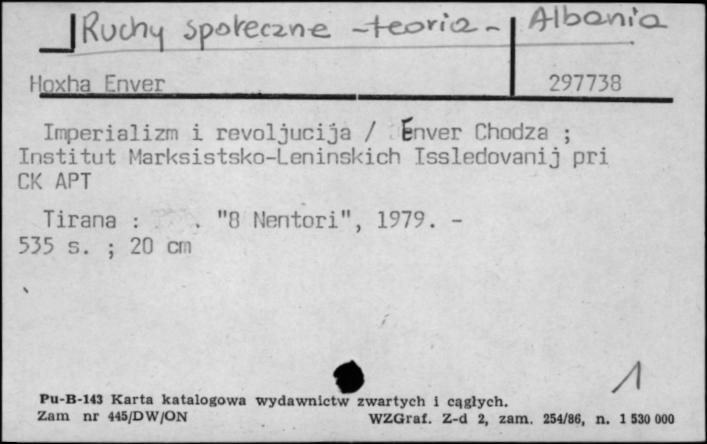 Ruchy społeczne - teoria - Albania
Hoxha Enver 297738
Imperializm i revoljucija / Enver Chodza ;
Institut Marksistsko-Leninskich Issledovanij pri
CK APT
Tirana : . "8 Nentori", 1979. -
535 s. ; 20 cm
1
Pu-B-143 Karta katalogowa wydawnictw zwartych i cągłych.
Zam nr 445/DW/ON WZGraf. Z-d 2, zam. 254/86, n. 1 530 000